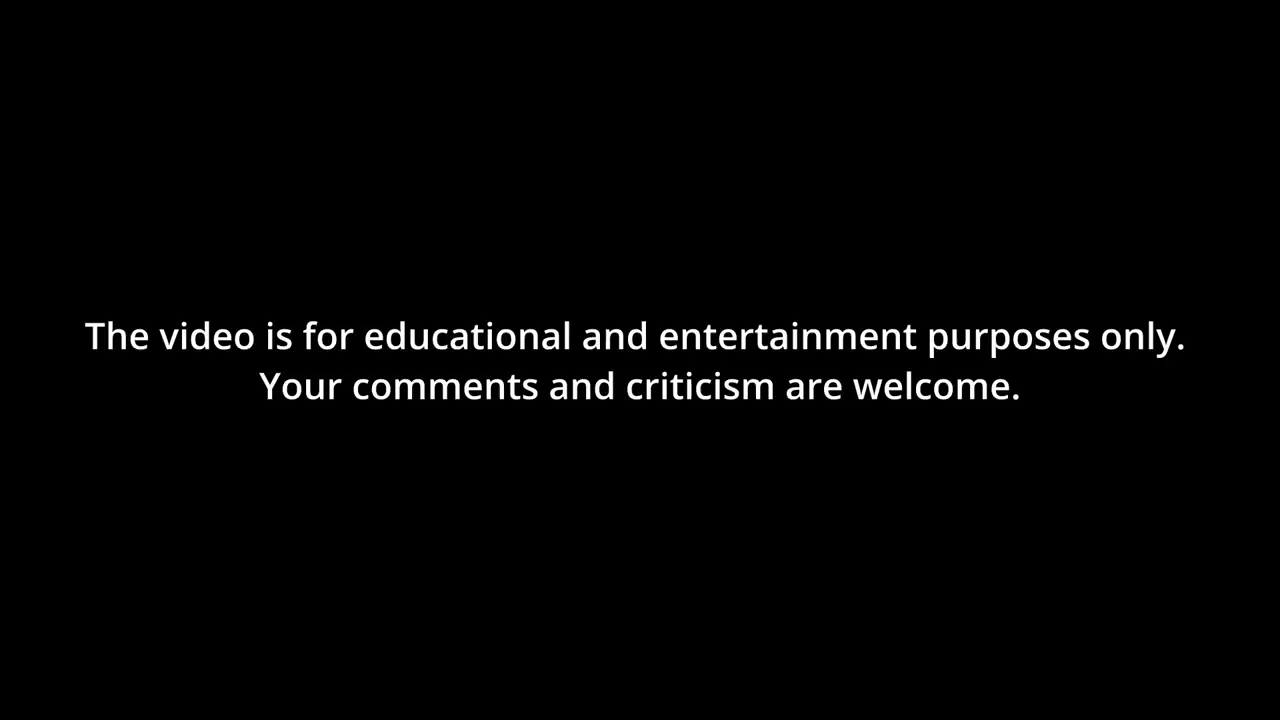 The video is for educational and entertainment purposes only.
Your comments and criticism are welcome.